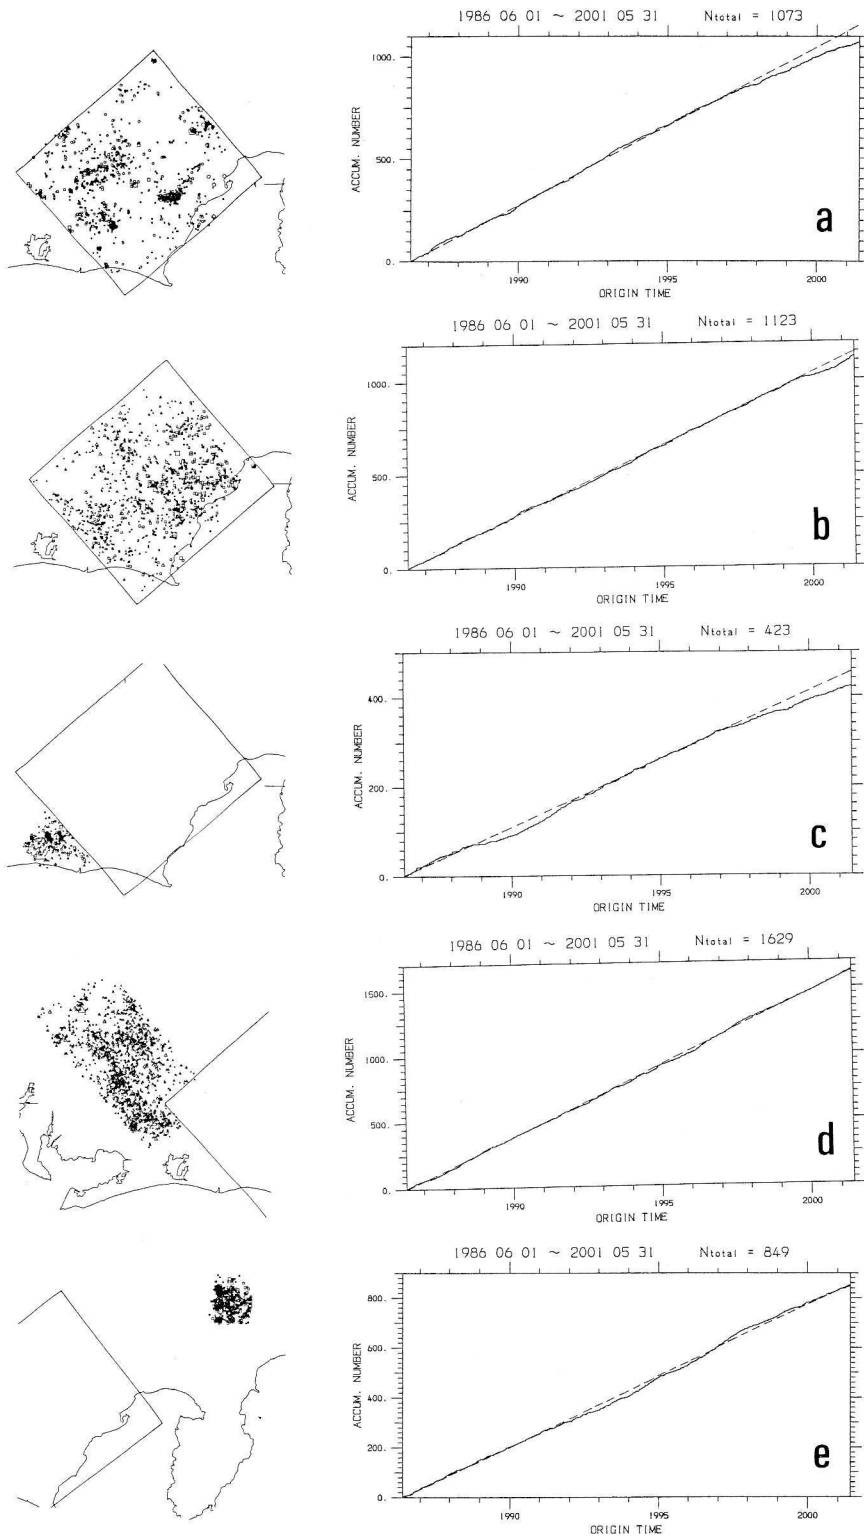 1986 06 01 ~ 2001 05 31 Ntotal = 1073
1000.
500.
0.
ACCUM. NUMBER
1990 1995 2000
ORIGIN TIME
a
1986 06 01 ~ 2001 05 31 Ntotal = 1123
1000.
500.
0.
ACCUM. NUMBER
1990 1995 2000
ORIGIN TIME
b
1986 06 01 ~ 2001 05 31 Ntotal = 423
400.
200.
0.
ACCUM. NUMBER
1990 1995 2000
ORIGIN TIME
c
1986 06 01 ~ 2001 05 31 Ntotal = 1629
1500.
1000.
500.
0.
ACCUM. NUMBER
1990 1995 2000
ORIGIN TIME
d
1986 06 01 ~ 2001 05 31 Ntotal = 849
800.
600.
400.
200.
0.
ACCUM. NUMBER
1990 1995 2000
ORIGIN TIME
e